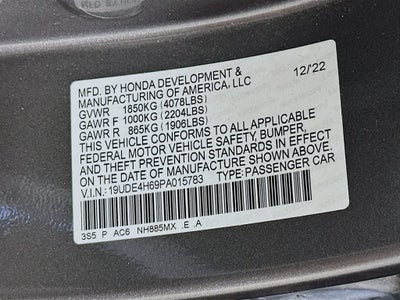 MFD. BY HONDA DEVELOPMENT & 12/22
MANUFACTURING OF AMERICA, LLC
GVWR 1850KG (4078LBS)
GAWR F 1000KG (2204LBS)
GAWR R 865KG (1906LBS)
THIS VEHICLE CONFORMS TO ALL APPLICABLE
FEDERAL MOTOR VEHICLE SAFETY, BUMPER,
AND THEFT PREVENTION STANDARDS IN EFFECT
ON THE DATE OF MANUFACTURE SHOWN ABOVE.
V.I.N.: 19UDE4H69PA015783 TYPE: PASSENGER CAR
3S5 P AC6 NH885MX .E A